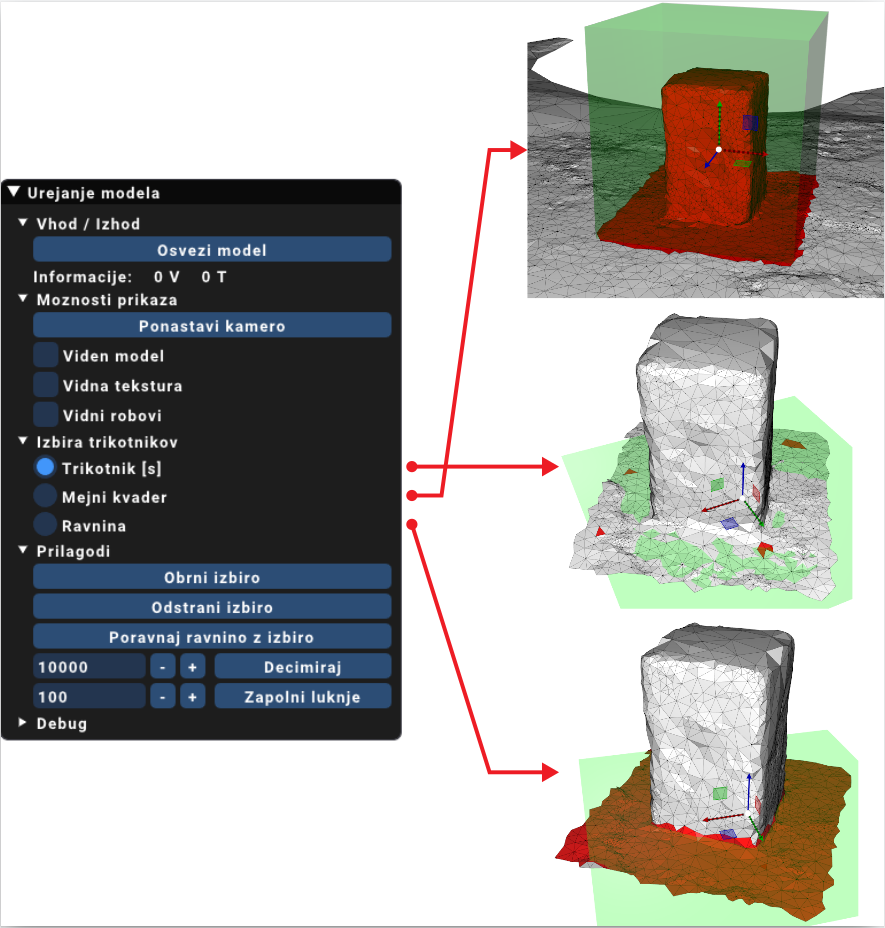 Urejanje modela
Vhod / Izhod
Osvezi model
Informacije: 0 V 0 T
Moznosti prikaza
Ponastavi kamero
Viden model
Vidna tekstura
Vidni robovi
Izbira trikotnikov
Trikotnik [s]
Mejni kvader
Ravnina
Prilagodi
Obrni izbiro
Odstrani izbiro
Poravnaj ravnino z izbiro
10000 - + Decimiraj
100 - + Zapolni luknje
Debug